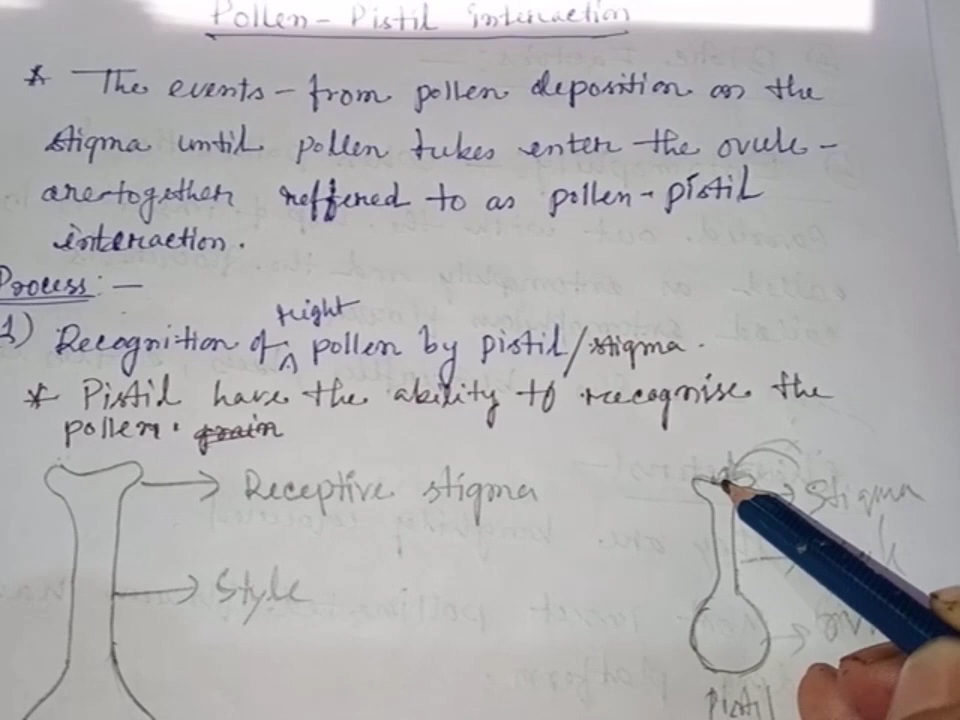 Pollen - Pistil interaction
* The events - from pollen deposition on the
stigma until pollen tubes enter the ovule -
are together reffered to as pollen - pistil
interaction.
Process : —
1) Recognition of right pollen by pistil/stigma.
* Pistil have the ability to recognise the
pollen.
Receptive stigma
Stigma
Style
Pistil